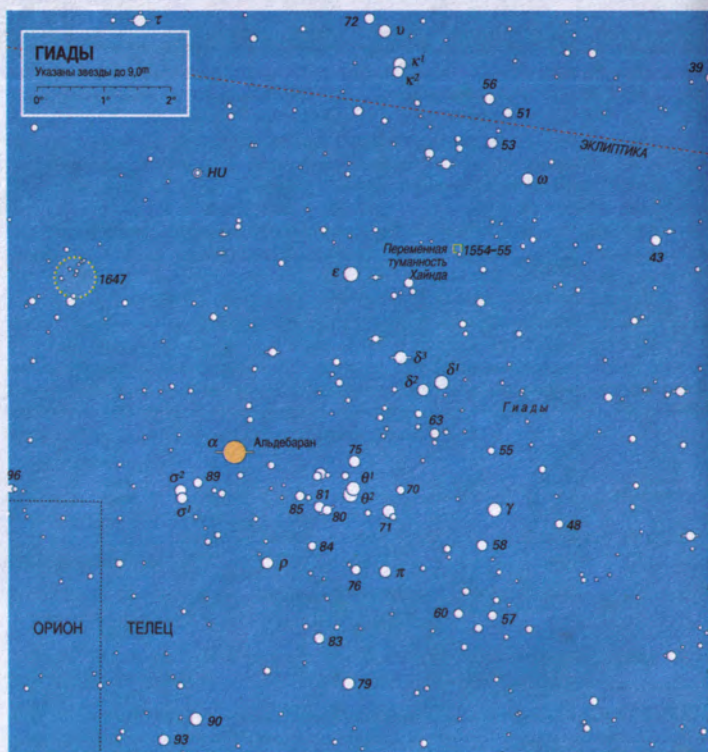 τ
72
υ
ГИАДЫ
Указаны звезды до 9,0m
0° 1° 2°
κ1
κ2
39
56
51
53
ЭКЛИПТИКА
HU
ω
Переменная
туманность
Хайнда
1554–55
43
ε
1647
δ3
δ1
δ2
Гиады
63
α
Альдебаран
55
75
96
σ2
89
θ1
81
θ2
70
σ1
85
80
71
γ
48
84
58
ρ
76
π
60
57
ОРИОН
ТЕЛЕЦ
83
79
90
93